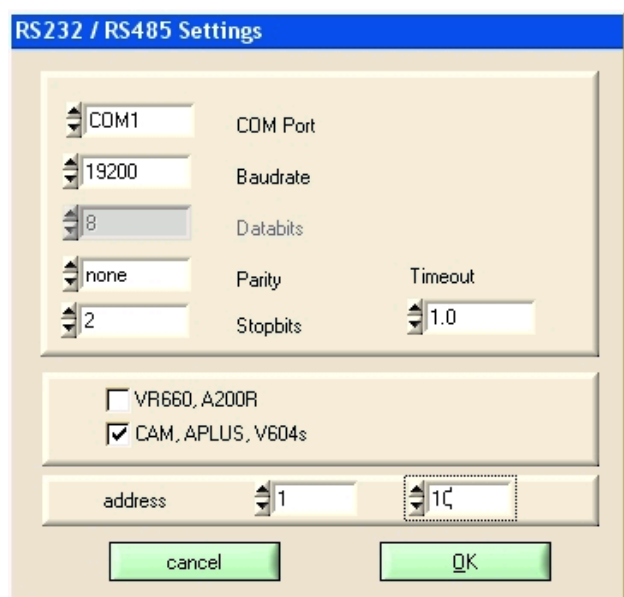 RS232 / RS485 Settings
COM1 COM Port
19200 Baudrate
8 Databits
none Parity Timeout
2 Stopbits 1.0
VR660, A200R
CAM, APLUS, V604s
address 1
cancel OK